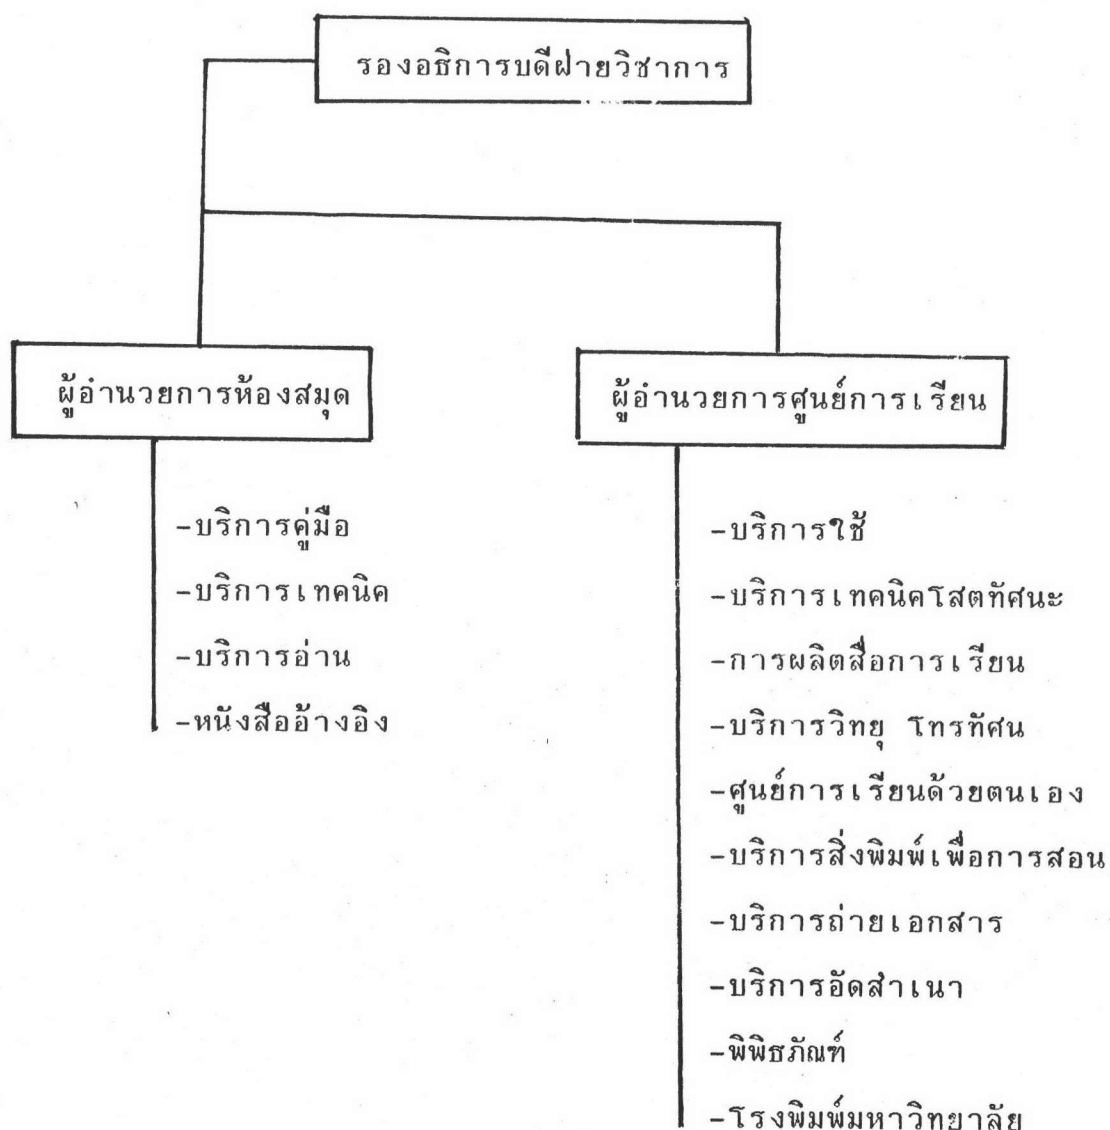 รองอธิการบดีฝ่ายวิชาการ
ผู้อำนวยการห้องสมุด
-บริการคู่มือ
-บริการเทคนิค
-บริการอ่าน
-หนังสืออ้างอิง
ผู้อำนวยการศูนย์การเรียน
-บริการใช้
-บริการเทคนิคโสตทัศนะ
-การผลิตสื่อการเรียน
-บริการวิทยุ โทรทัศน
-ศูนย์การเรียนด้วยตนเอง
-บริการสิ่งพิมพ์เพื่อการสอน
-บริการถ่ายเอกสาร
-บริการอัดสำเนา
-พิพิธภัณฑ์
-โรงพิมพ์มหาวิทยาลัย